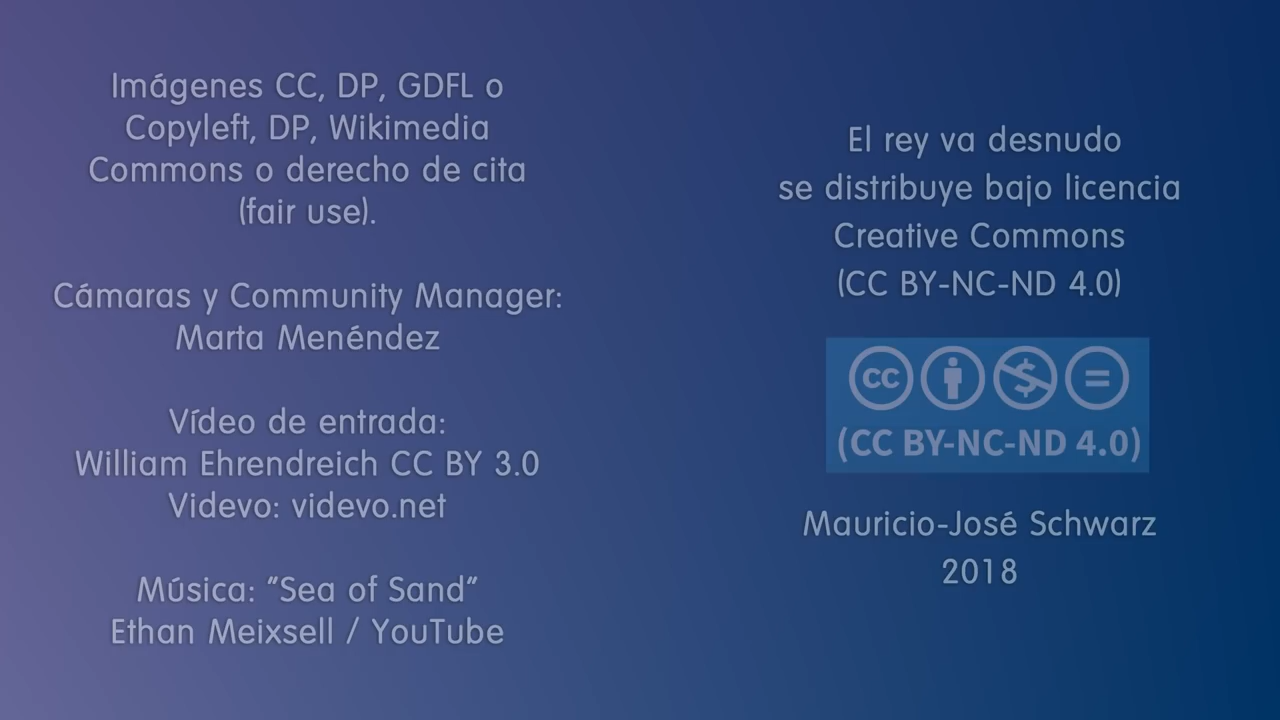 Imágenes CC, DP, GDFL o
Copyleft, DP, Wikimedia
Commons o derecho de cita
(fair use).
Cámaras y Community Manager:
Marta Menéndez
Vídeo de entrada:
William Ehrendreich CC BY 3.0
Videvo: videvo.net
Música: "Sea of Sand"
Ethan Meixsell / YouTube
El rey va desnudo
se distribuye bajo licencia
Creative Commons
(CC BY-NC-ND 4.0)
cc
(CC BY-NC-ND 4.0)
Mauricio-José Schwarz
2018